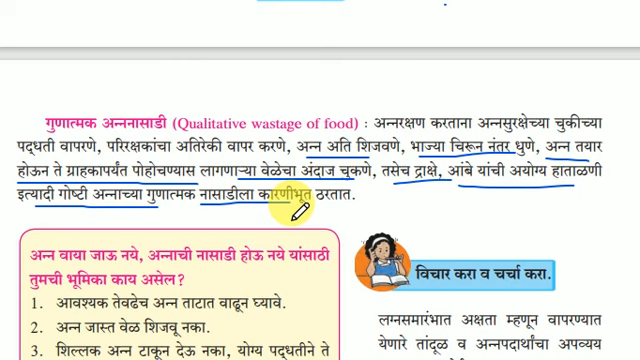 गुणात्मक अन्ननासाडी (Qualitative wastage of food) : अन्नरक्षण करताना अन्नसुरक्षेच्या चुकीच्या
पद्धती वापरणे, परिरक्षकांचा अतिरेकी वापर करणे, अन्न अति शिजवणे, भाज्या चिरून नंतर धुणे, अन्न तयार
होऊन ते ग्राहकापर्यंत पोहोचण्यास लागणाऱ्या वेळेचा अंदाज चुकणे, तसेच द्राक्षे, आंबे यांची अयोग्य हाताळणी
इत्यादी गोष्टी अन्नाच्या गुणात्मक नासाडीला कारणीभूत ठरतात.
अन्न वाया जाऊ नये, अन्नाची नासाडी होऊ नये यांसाठी
तुमची भूमिका काय असेल?
1. आवश्यक तेवढेच अन्न ताटात वाढून घ्यावे.
2. अन्न जास्त वेळ शिजवू नका.
3. शिल्लक अन्न टाकून देऊ नका, योग्य पद्धतीने ते
विचार करा व चर्चा करा.
लग्नसमारंभात अक्षता म्हणून वापरण्यात
येणारे तांदूळ व अन्नपदार्थांचा अपव्यय